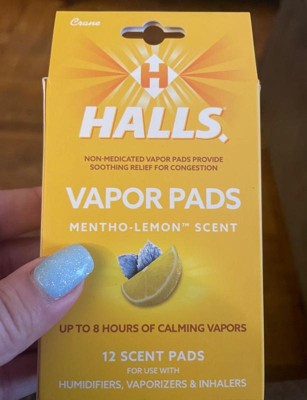 Crane
H
HALLS
NON-MEDICATED VAPOR PADS PROVIDE
SOOTHING RELIEF FOR CONGESTION
VAPOR PADS
MENTHO-LEMON™ SCENT
UP TO 8 HOURS OF CALMING VAPORS
12 SCENT PADS
FOR USE WITH
HUMIDIFIERS, VAPORIZERS & INHALERS